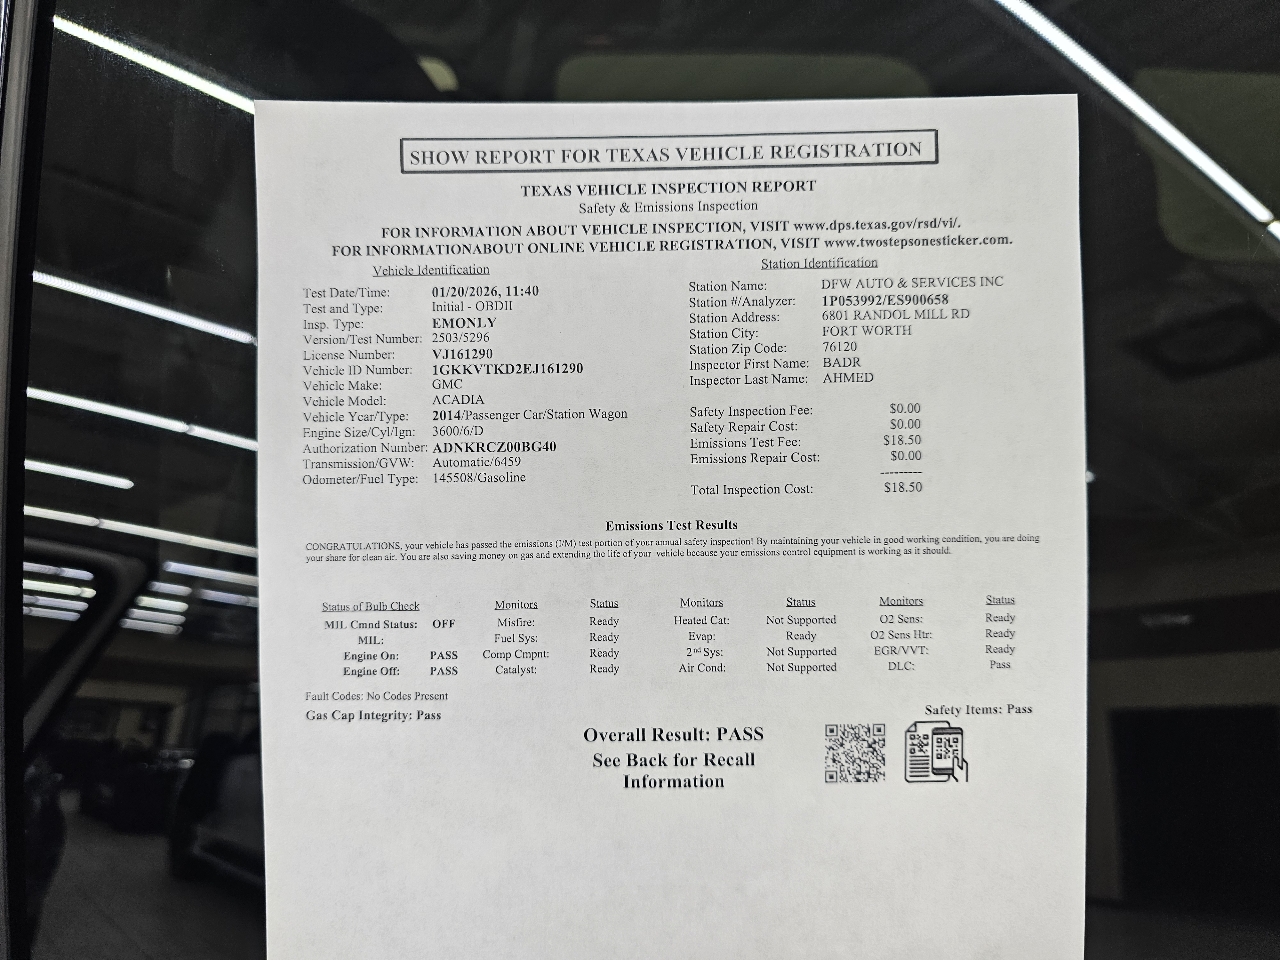 SHOW REPORT FOR TEXAS VEHICLE REGISTRATION
TEXAS VEHICLE INSPECTION REPORT
Safety & Emissions Inspection
FOR INFORMATION ABOUT VEHICLE INSPECTION, VISIT www.dps.texas.gov/rsd/vi/.
FOR INFORMATIONABOUT ONLINE VEHICLE REGISTRATION, VISIT www.twostepsonesticker.com.
Vehicle Identification
Test Date/Time: 01/20/2026, 11:40
Test and Type: Initial - OBDII
Insp. Type: EMONLY
Version/Test Number: 2503/5296
License Number: VJ161290
Vehicle ID Number: 1GKKVTKD2EJ161290
Vehicle Make: GMC
Vehicle Model: ACADIA
Vehicle Year/Type: 2014/Passenger Car/Station Wagon
Engine Size/Cyl/Ign: 3600/6/D
Authorization Number: ADNKRCZ00BG40
Transmission/GVW: Automatic/6459
Odometer/Fuel Type: 145508/Gasoline
Station Identification
Station Name: DFW AUTO & SERVICES INC
Station #/Analyzer: 1P053992/ES900658
Station Address: 6801 RANDOL MILL RD
Station City: FORT WORTH
Station Zip Code: 76120
Inspector First Name: BADR
Inspector Last Name: AHMED
Safety Inspection Fee: $0.00
Safety Repair Cost: $0.00
Emissions Test Fee: $18.50
Emissions Repair Cost: $0.00
---------
Total Inspection Cost: $18.50
Emissions Test Results
CONGRATULATIONS, your vehicle has passed the emissions (I/M) test portion of your annual safety inspection! By maintaining your vehicle in good working condition, you are doing
your share for clean air. You are also saving money on gas and extending the life of your vehicle because your emissions control equipment is working as it should.
Status of Bulb Check Monitors Status Monitors Status Monitors Status
MIL Cmnd Status: OFF Misfire: Ready Heated Cat: Not Supported O2 Sens: Ready
MIL: Fuel Sys: Ready Evap: Ready O2 Sens Htr: Ready
Engine On: PASS Comp Cmpnt: Ready 2nd Sys: Not Supported EGR/VVT: Ready
Engine Off: PASS Catalyst: Ready Air Cond: Not Supported DLC: Pass
Fault Codes: No Codes Present
Gas Cap Integrity: Pass
Safety Items: Pass
Overall Result: PASS
See Back for Recall
Information